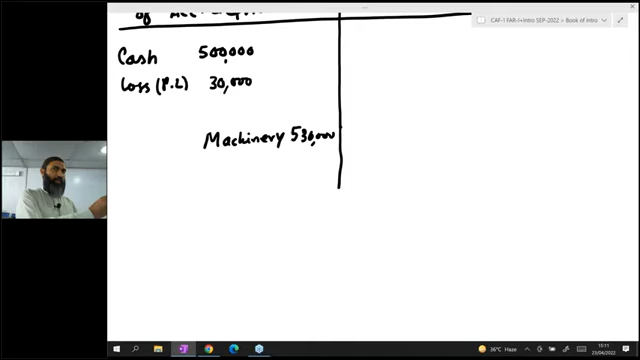 CAF-1 FAR-I+Intro SEP-2022 > Book of intro
of
Cash 500,000
Loss (P.L) 30,000
Machinery 530,000
36°C Haze
15:11
23/04/2022